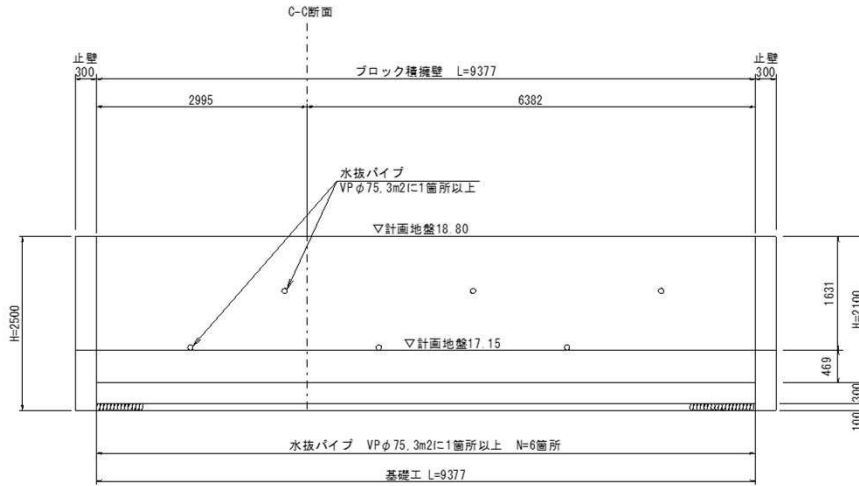 C-C断面
止壁
300
ブロック積擁壁 L=9377
止壁
300
2995
6382
水抜パイプ
VPφ75,3m2に1箇所以上
▽計画地盤18.80
H=2500
1631
H=2100
▽計画地盤17.15
469
300
100
水抜パイプ VPφ75,3m2に1箇所以上 N=6箇所
基礎工 L=9377